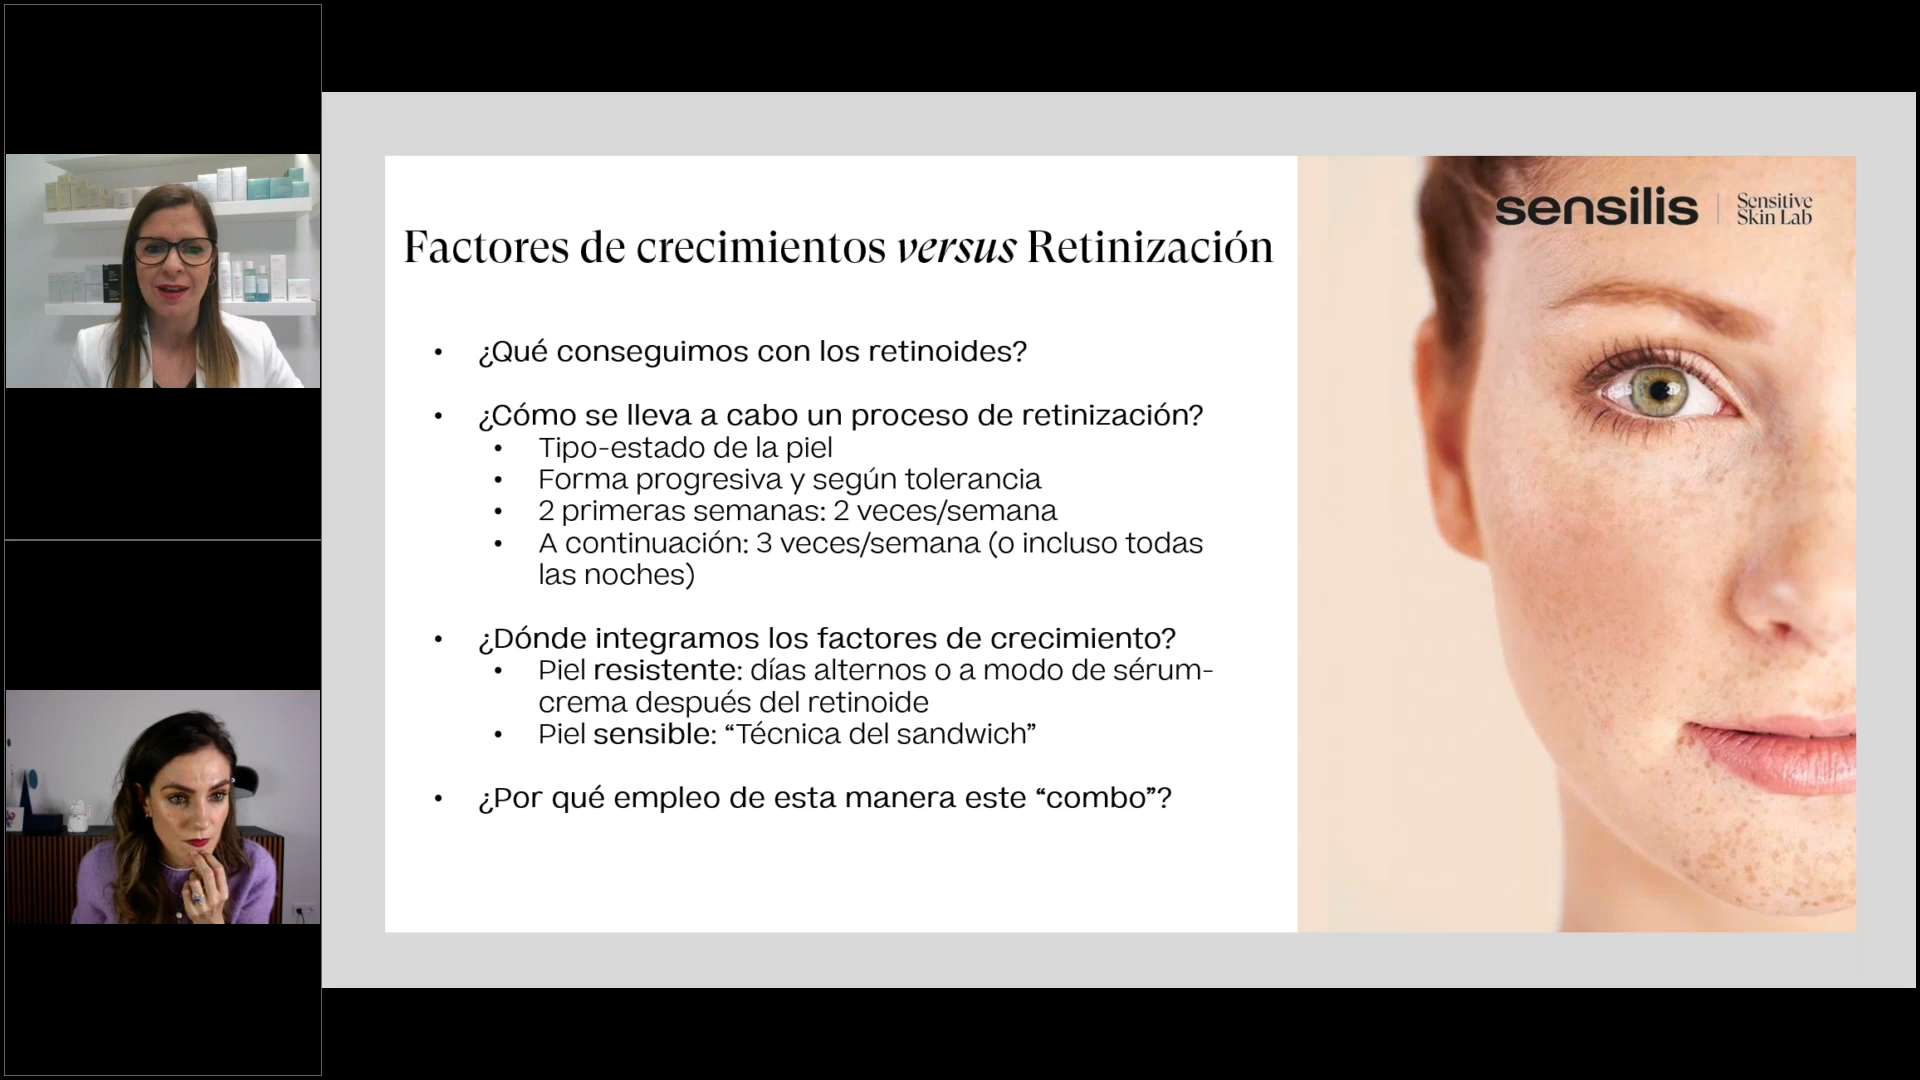 sensilis
Sensitive
Skin Lab
Factores de crecimientos versus Retinización
• ¿Qué conseguimos con los retinoides?
• ¿Cómo se lleva a cabo un proceso de retinización?
• Tipo-estado de la piel
• Forma progresiva y según tolerancia
• 2 primeras semanas: 2 veces/semana
• A continuación: 3 veces/semana (o incluso todas
las noches)
• ¿Dónde integramos los factores de crecimiento?
• Piel resistente: días alternos o a modo de sérum-
crema después del retinoide
• Piel sensible: “Técnica del sandwich”
• ¿Por qué empleo de esta manera este “combo”?